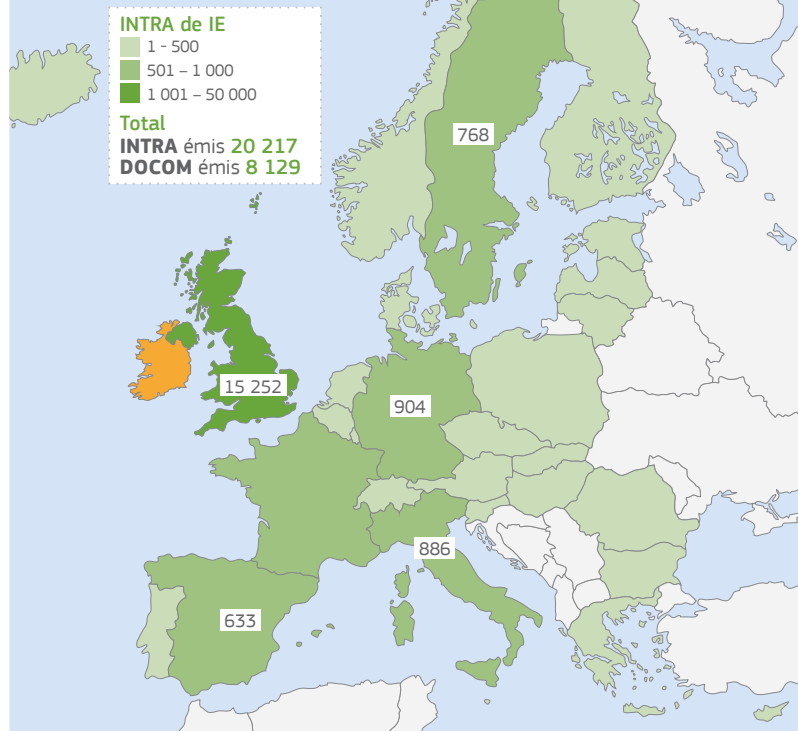 INTRA de IE
1 - 500
501 – 1 000
1 001 – 50 000
Total
INTRA émis 20 217
DOCOM émis 8 129
768
15 252
904
886
633